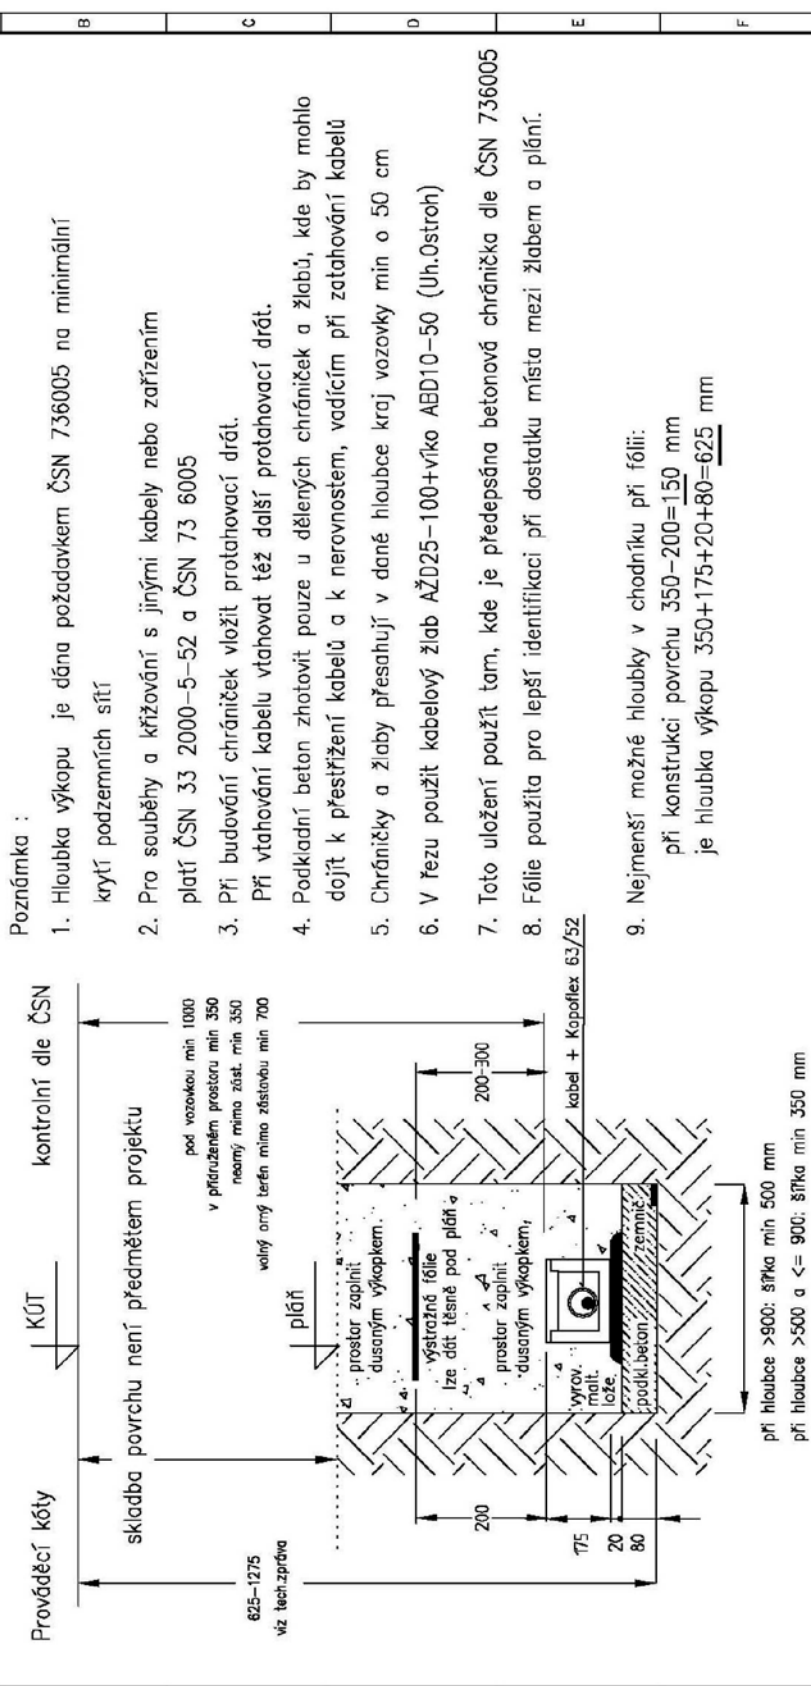 B
C
D
E
F
Prováděcí kóty
KÚT
kontrolní dle ČSN
skladba povrchu není předmětem projektu
pod vozovkou min 1000
v přidruženém prostoru min 350
neorný mimo zást. min 350
volný orný terén mimo zástavbu min 700
625-1275
viz tech.zpráva
pláň
prostor zaplnit
dusaným výkopkem.
výstražná fólie
lze dát těsně pod pláň
prostor zaplnit
dusaným výkopkem,
200
200-300
175
20
80
vyrov.
malt.
lože
podkl.beton
zemnič
kabel + Kopoflex 63/52
při hloubce >900: šířka min 500 mm
při hloubce >500 a <= 900: šířka min 350 mm
Poznámka :
1. Hloubka výkopu je dána požadavkem ČSN 736005 na minimální
krytí podzemních sítí
2. Pro souběhy a křižování s jinými kabely nebo zařízením
platí ČSN 33 2000-5-52 a ČSN 73 6005
3. Při budování chrániček vložit protahovací drát.
Při vtahování kabelu vtahovat též další protahovací drát.
4. Podkladní beton zhotovit pouze u dělených chrániček a žlabů, kde by mohlo
dojít k přestřižení kabelů a k nerovnostem, vadícím při zatahování kabelů
5. Chráničky a žlaby přesahují v dané hloubce kraj vozovky min o 50 cm
6. V řezu použit kabelový žlab AŽD25-100+víko ABD10-50 (Uh.Ostroh)
7. Toto uložení použít tam, kde je předepsána betonová chránička dle ČSN 736005
8. Fólie použita pro lepší identifikaci při dostatku místa mezi žlabem a plání.
9. Nejmenší možné hloubky v chodníku při fólii:
při konstrukci povrchu 350-200=150 mm
je hloubka výkopu 350+175+20+80=625 mm